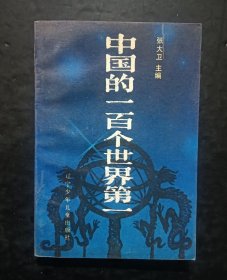 张大卫 主编
中国的一百个世界第一
辽宁少年儿童出版社